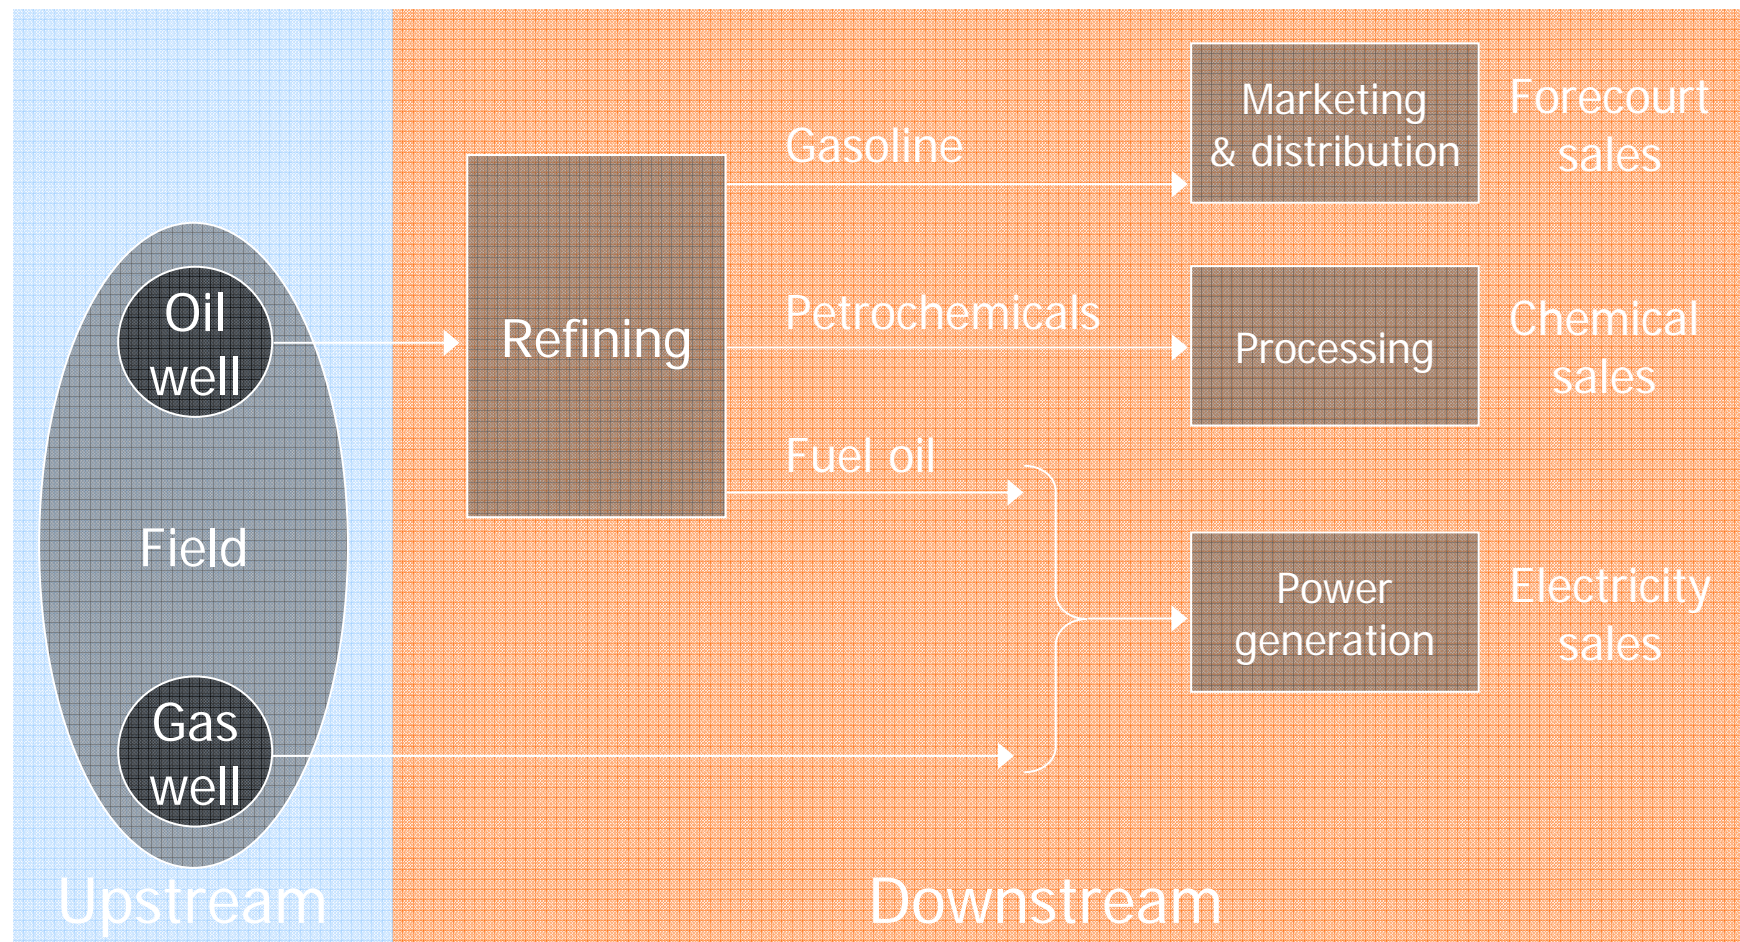 Oil
well
Field
Gas
well
Upstream
Refining
Gasoline
Petrochemicals
Fuel oil
Marketing
& distribution
Forecourt
sales
Processing
Chemical
sales
Power
generation
Electricity
sales
Downstream